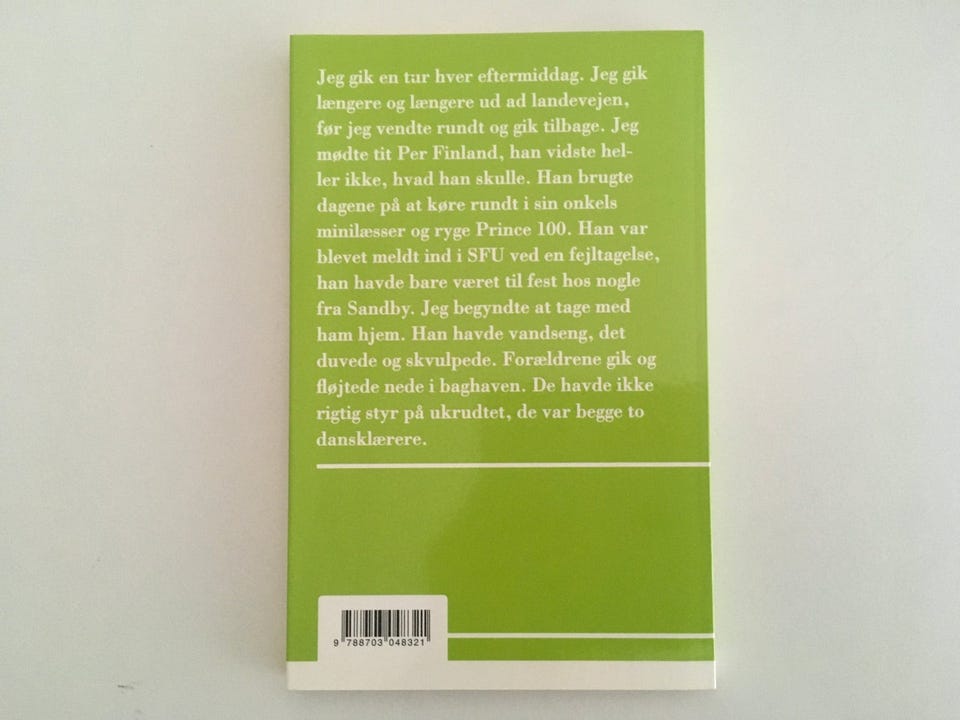 Jeg gik en tur hver eftermiddag. Jeg gik
længere og længere ud ad landevejen,
før jeg vendte rundt og gik tilbage. Jeg
mødte tit Per Finland, han vidste hel-
ler ikke, hvad han skulle. Han brugte
dagene på at køre rundt i sin onkels
minilæsser og ryge Prince 100. Han var
blevet meldt ind i SFU ved en fejltagelse,
han havde bare været til fest hos nogle
fra Sandby. Jeg begyndte at tage med
ham hjem. Han havde vandseng, det
duvede og skvulpede. Forældrene gik og
fløjtede nede i baghaven. De havde ikke
rigtig styr på ukrudtet, de var begge to
dansklærere.
9 788703 048321